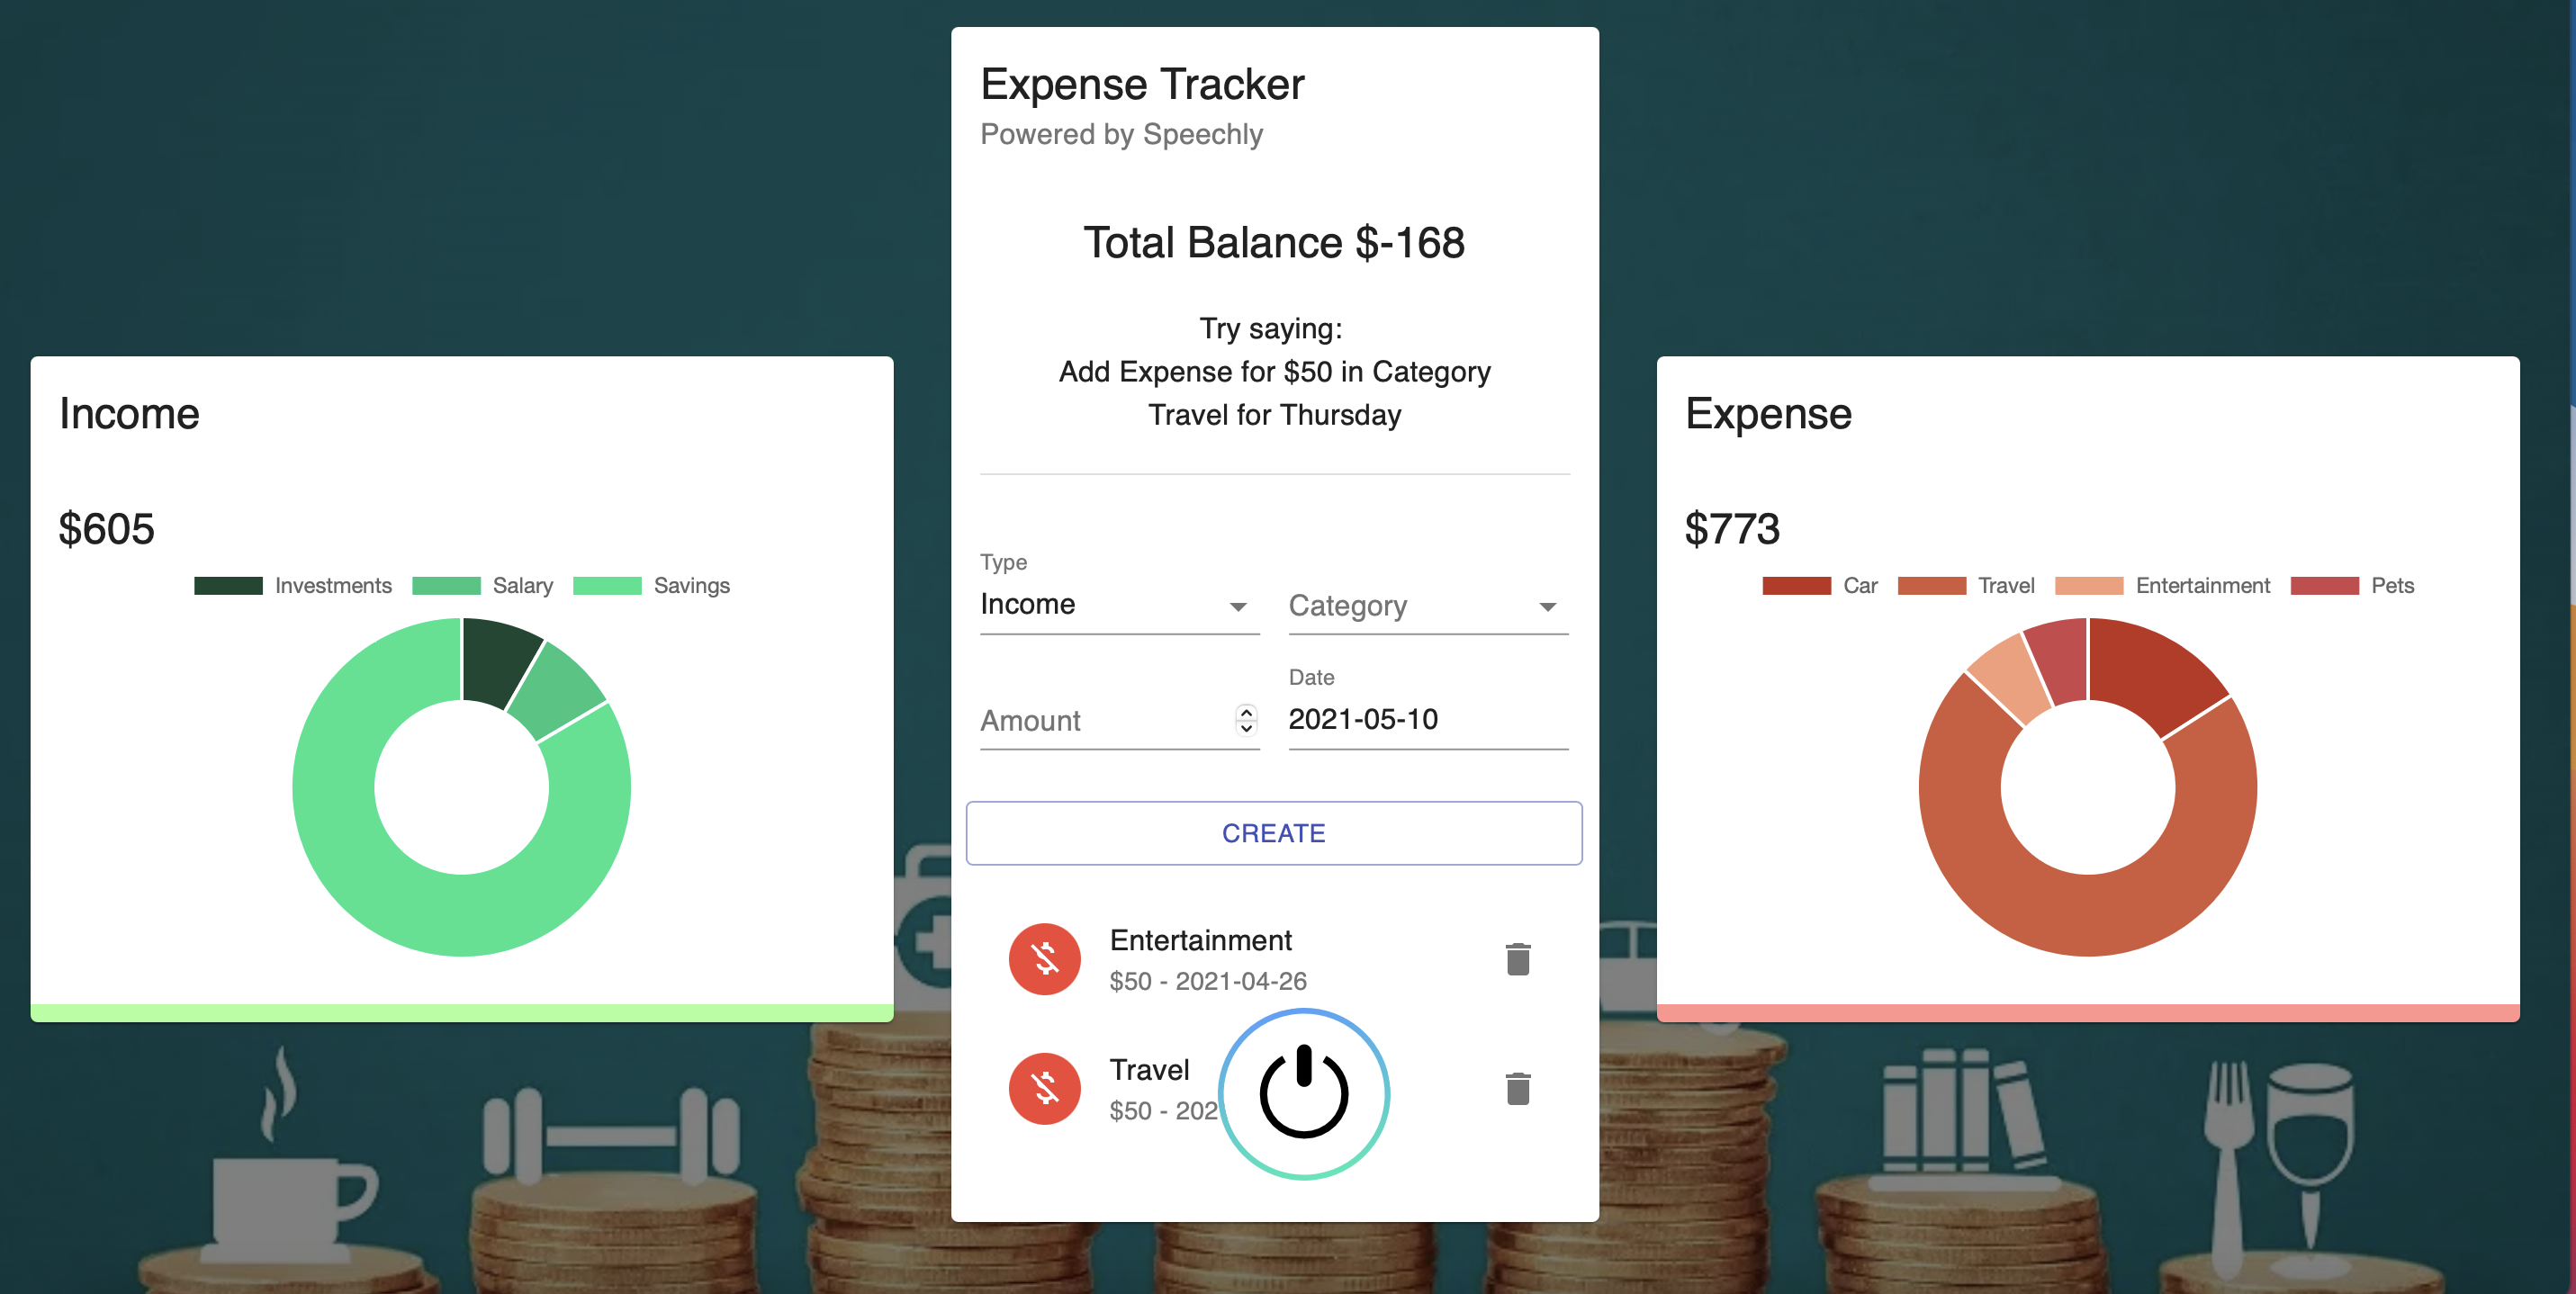 Expense Tracker
Powered by Speechly
Total Balance $-168
Try saying:
Add Expense for $50 in Category
Travel for Thursday
Income
$605
Investments Salary Savings
Type
Income
Category
Amount
Date
2021-05-10
CREATE
Entertainment
$50 - 2021-04-26
Travel
$50 - 202
Expense
$773
Car Travel Entertainment Pets